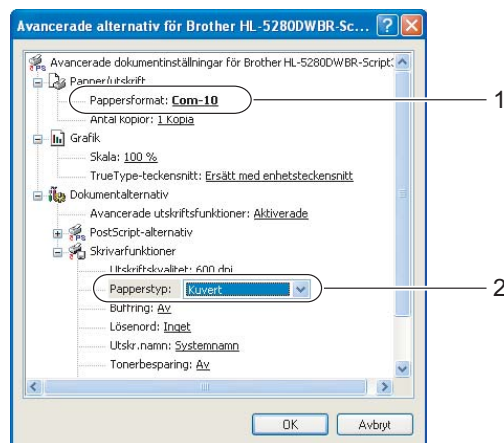 Avancerade alternativ för Brother HL-5280DWBR-Sc...
Avancerade dokumentinställningar för Brother HL-5280DWBR-Script
Papper/utskrift
Pappersformat: Com-10
1
Antal kopior: 1 Kopia
Grafik
Skala: 100 %
TrueType-teckensnitt: Ersätt med enhetsteckensnitt
Dokumentalternativ
Avancerade utskriftsfunktioner: Aktiverade
PostScript-alternativ
Skrivarfunktioner
Utskriftskvalitet: 600 dpi
Papperstyp: Kuvert
2
Buffring: Av
Lösenord: Inget
Utskr.namn: Systemnamn
Tonerbesparing: Av
OK Avbryt